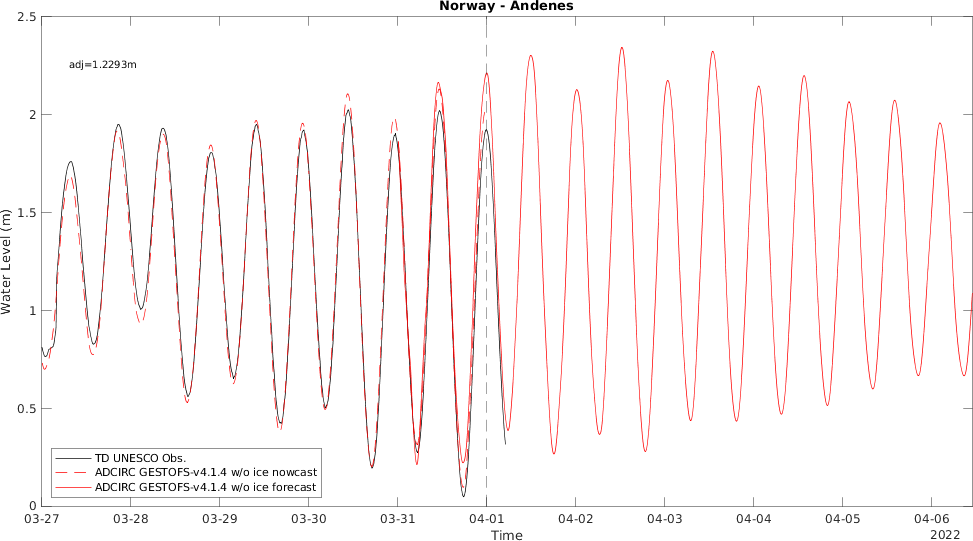 Norway - Andenes
adj=1.2293m
Water Level (m)
2.5
2
1.5
1
0.5
0
TD UNESCO Obs.
ADCIRC GESTOFS-v4.1.4 w/o ice nowcast
ADCIRC GESTOFS-v4.1.4 w/o ice forecast
03-27 03-28 03-29 03-30 03-31 04-01 04-02 04-03 04-04 04-05 04-06
Time
2022